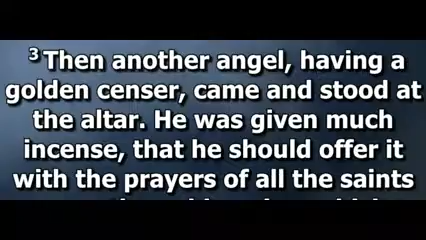 3 Then another angel, having a
golden censer, came and stood at
the altar. He was given much
incense, that he should offer it
with the prayers of all the saints